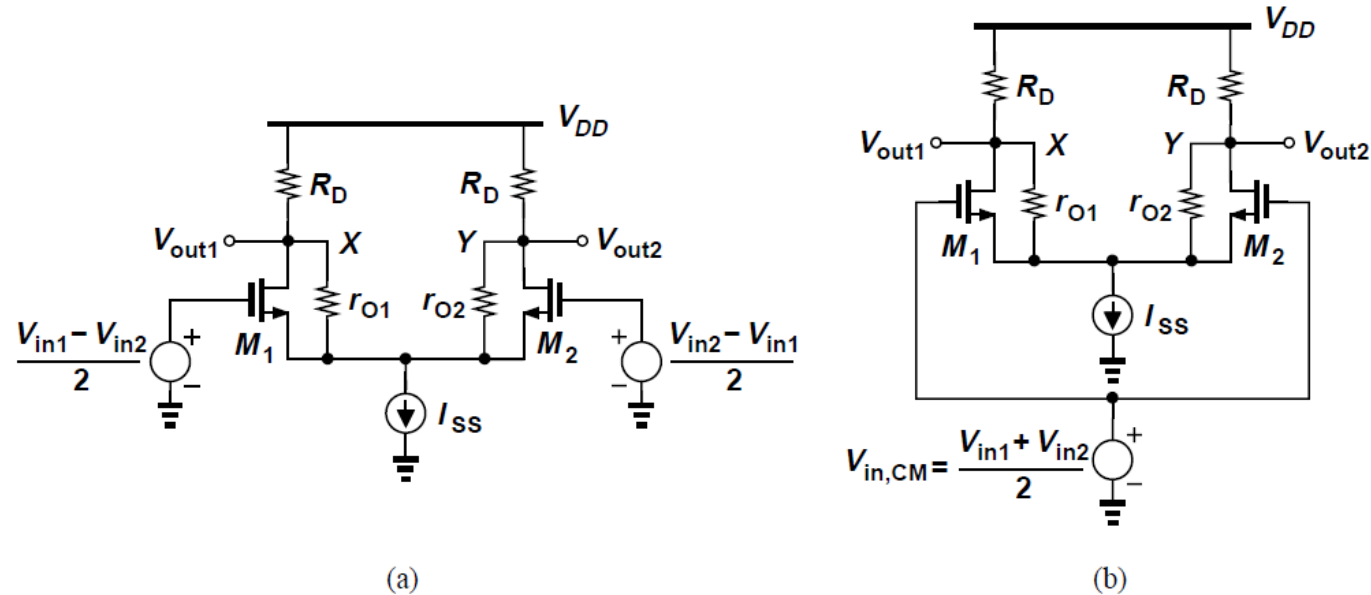 V_DD
R_D R_D
V_out1 X Y V_out2
r_O1 r_O2
M_1 M_2
V_in1 − V_in2
2
+
−
I_SS
+
−
V_in2 − V_in1
2
(a)
V_DD
R_D R_D
V_out1 X Y V_out2
r_O1 r_O2
M_1 M_2
I_SS
V_in,CM = V_in1 + V_in2
2
+
−
(b)